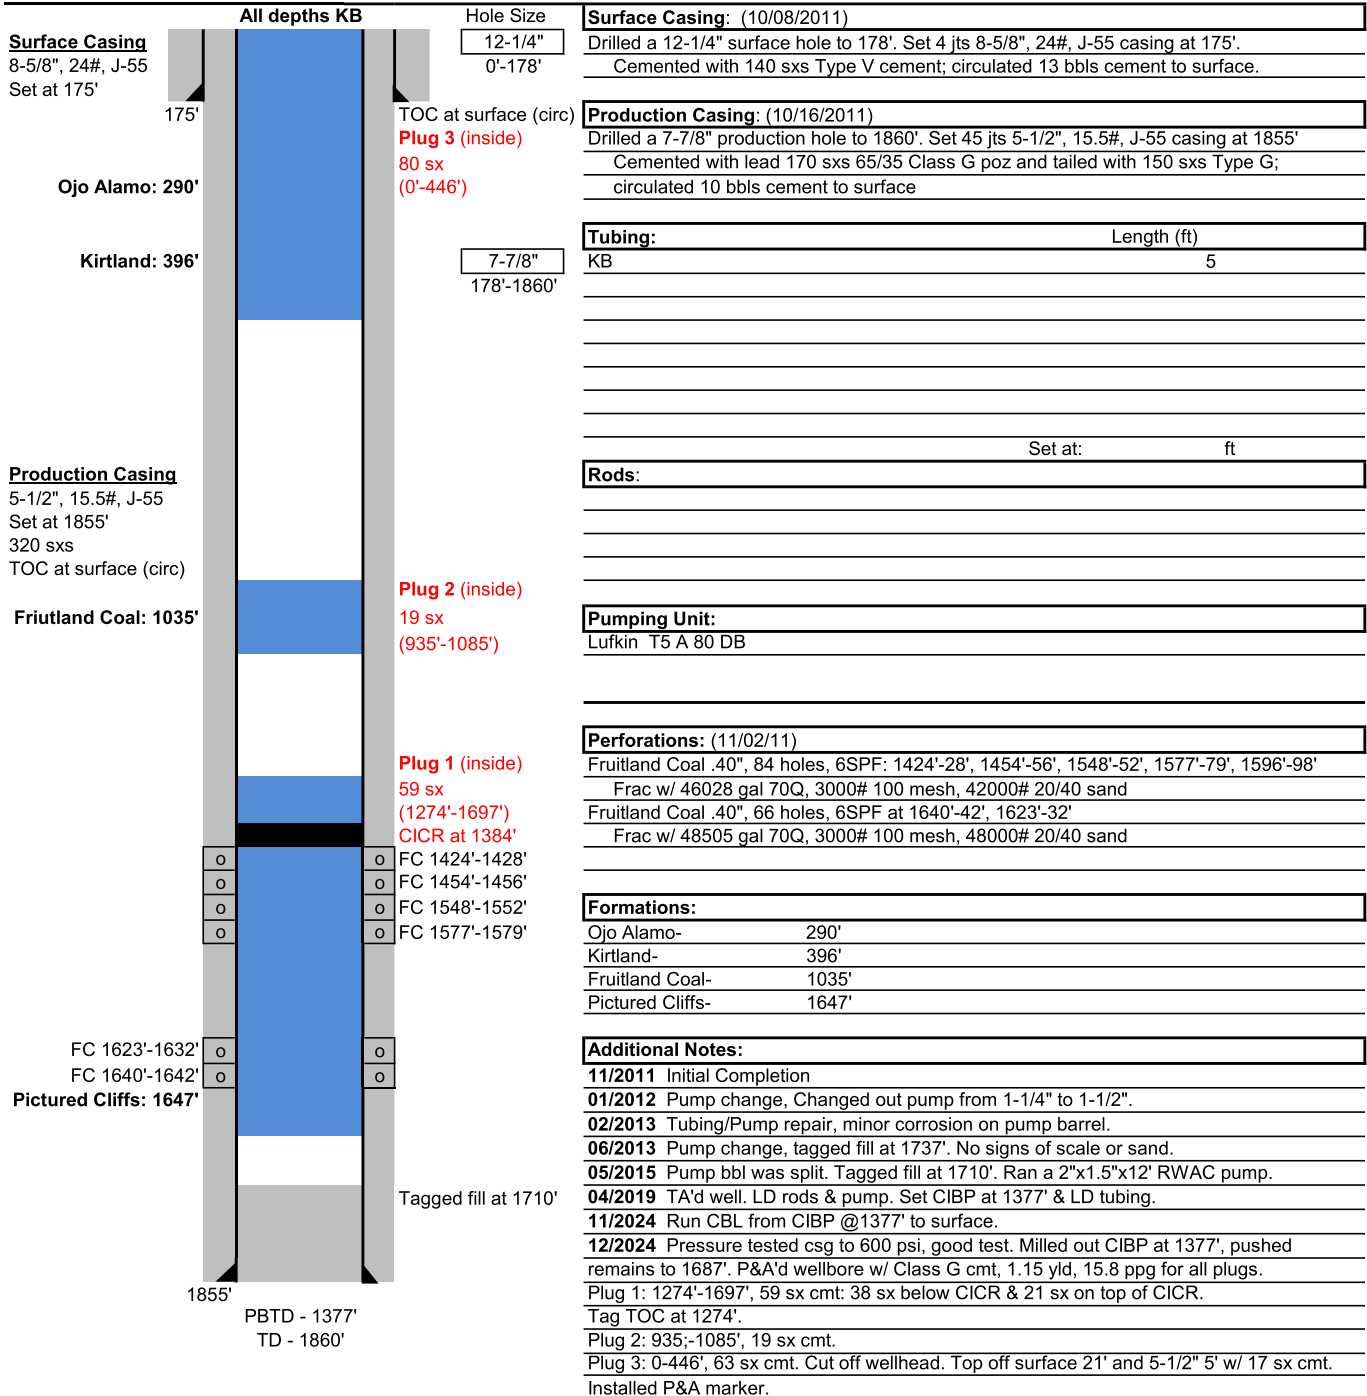 All depths KB
Hole Size
Surface Casing
12-1/4"
8-5/8", 24#, J-55
0'-178'
Set at 175'
175'
TOC at surface (circ)
Plug 3 (inside)
80 sx
Ojo Alamo: 290'
(0'-446')
Kirtland: 396'
7-7/8"
178'-1860'
Production Casing
5-1/2", 15.5#, J-55
Set at 1855'
320 sxs
TOC at surface (circ)
Plug 2 (inside)
Friutland Coal: 1035'
19 sx
(935'-1085')
Plug 1 (inside)
59 sx
(1274'-1697')
CICR at 1384'
o o FC 1424'-1428'
o o FC 1454'-1456'
o o FC 1548'-1552'
o o FC 1577'-1579'
FC 1623'-1632' o o
FC 1640'-1642' o o
Pictured Cliffs: 1647'
Tagged fill at 1710'
1855'
PBTD - 1377'
TD - 1860'
Surface Casing: (10/08/2011)
Drilled a 12-1/4" surface hole to 178'. Set 4 jts 8-5/8", 24#, J-55 casing at 175'.
Cemented with 140 sxs Type V cement; circulated 13 bbls cement to surface.
Production Casing: (10/16/2011)
Drilled a 7-7/8" production hole to 1860'. Set 45 jts 5-1/2", 15.5#, J-55 casing at 1855'
Cemented with lead 170 sxs 65/35 Class G poz and tailed with 150 sxs Type G;
circulated 10 bbls cement to surface
Tubing: Length (ft)
KB 5
Set at: ft
Rods:
Pumping Unit:
Lufkin T5 A 80 DB
Perforations: (11/02/11)
Fruitland Coal .40", 84 holes, 6SPF: 1424'-28', 1454'-56', 1548'-52', 1577'-79', 1596'-98'
Frac w/ 46028 gal 70Q, 3000# 100 mesh, 42000# 20/40 sand
Fruitland Coal .40", 66 holes, 6SPF at 1640'-42', 1623'-32'
Frac w/ 48505 gal 70Q, 3000# 100 mesh, 48000# 20/40 sand
Formations:
Ojo Alamo- 290'
Kirtland- 396'
Fruitland Coal- 1035'
Pictured Cliffs- 1647'
Additional Notes:
11/2011 Initial Completion
01/2012 Pump change, Changed out pump from 1-1/4" to 1-1/2".
02/2013 Tubing/Pump repair, minor corrosion on pump barrel.
06/2013 Pump change, tagged fill at 1737'. No signs of scale or sand.
05/2015 Pump bbl was split. Tagged fill at 1710'. Ran a 2"x1.5"x12' RWAC pump.
04/2019 TA'd well. LD rods & pump. Set CIBP at 1377' & LD tubing.
11/2024 Run CBL from CIBP @1377' to surface.
12/2024 Pressure tested csg to 600 psi, good test. Milled out CIBP at 1377', pushed
remains to 1687'. P&A'd wellbore w/ Class G cmt, 1.15 yld, 15.8 ppg for all plugs.
Plug 1: 1274'-1697', 59 sx cmt: 38 sx below CICR & 21 sx on top of CICR.
Tag TOC at 1274'.
Plug 2: 935;-1085', 19 sx cmt.
Plug 3: 0-446', 63 sx cmt. Cut off wellhead. Top off surface 21' and 5-1/2" 5' w/ 17 sx cmt.
Installed P&A marker.